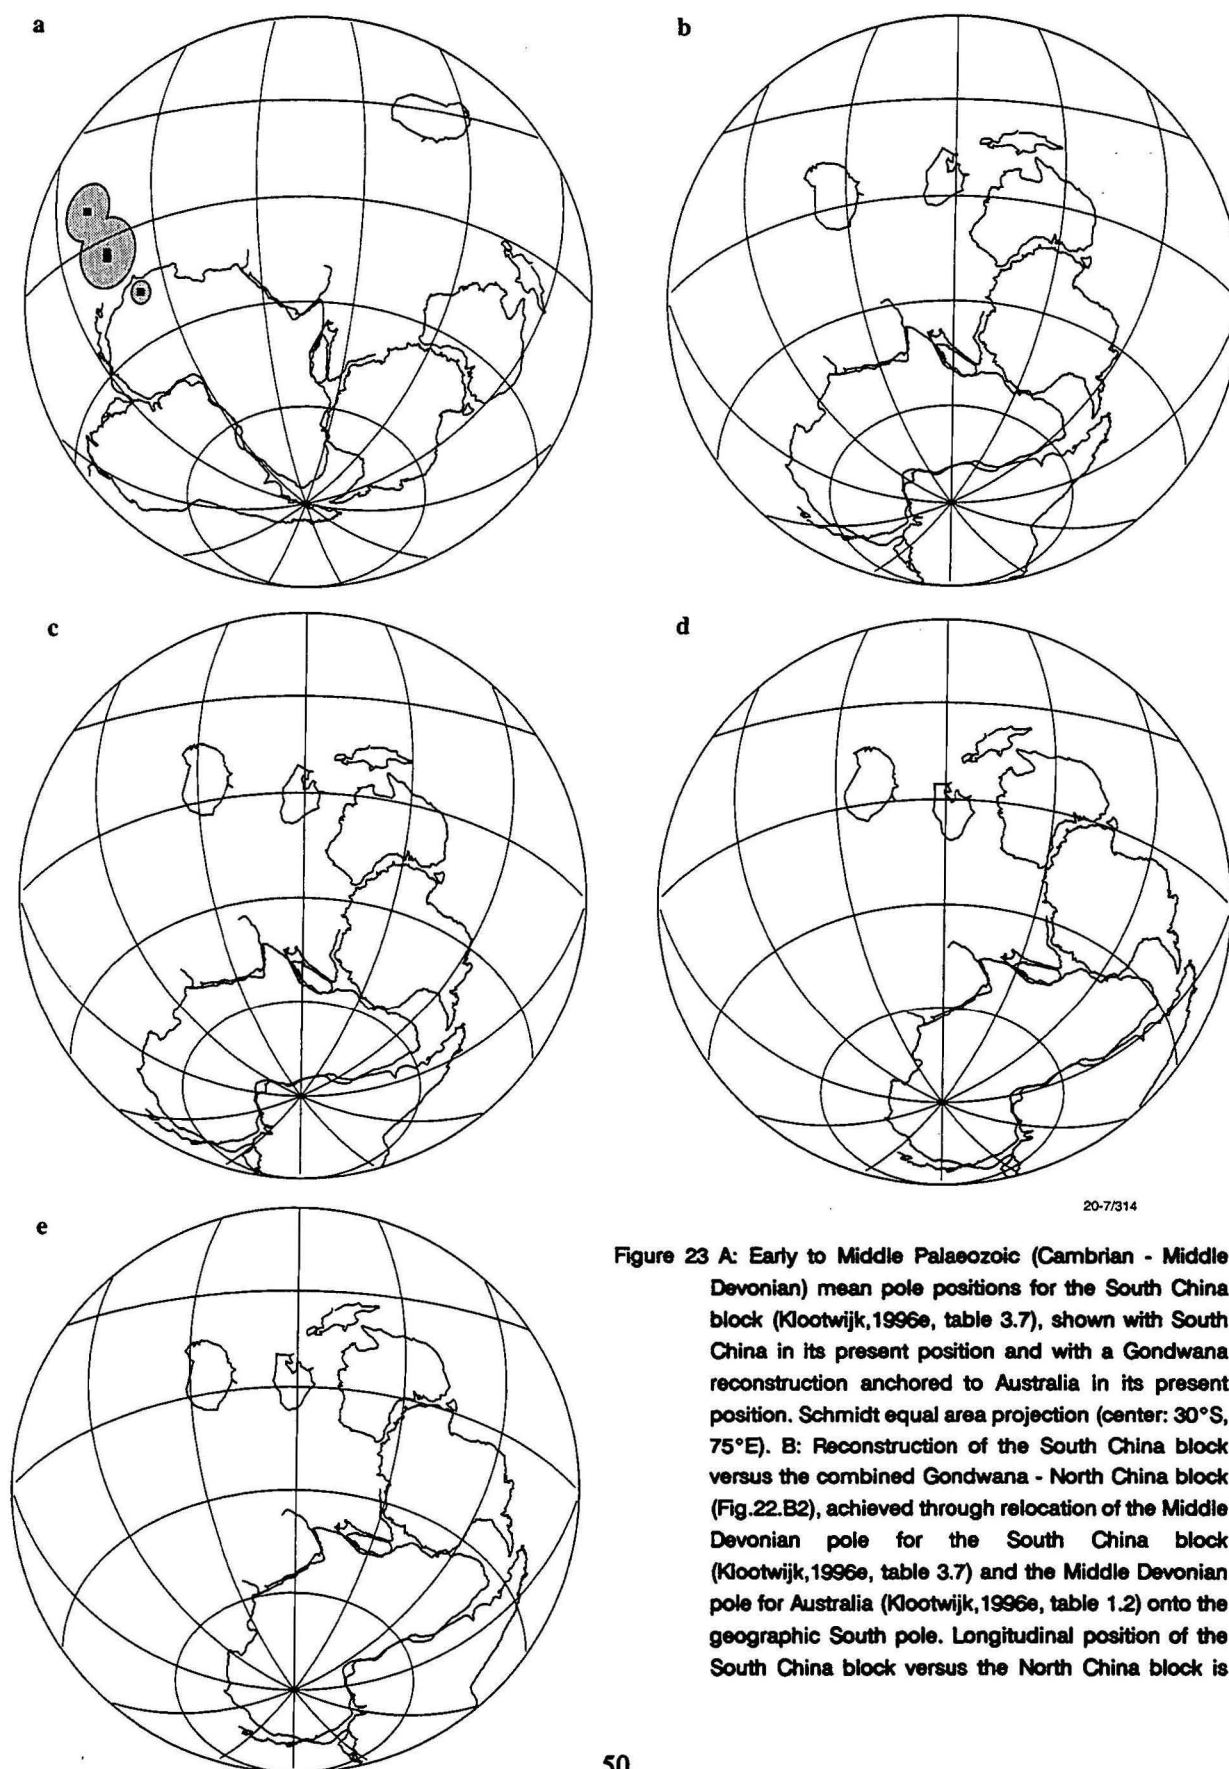 a
b
c
d
20-7/314
e
Figure 23 A: Early to Middle Palaeozoic (Cambrian - Middle
Devonian) mean pole positions for the South China
block (Klootwijk,1996e, table 3.7), shown with South
China in its present position and with a Gondwana
reconstruction anchored to Australia in its present
position. Schmidt equal area projection (center: 30°S,
75°E). B: Reconstruction of the South China block
versus the combined Gondwana - North China block
(Fig.22.B2), achieved through relocation of the Middle
Devonian pole for the South China block
(Klootwijk,1996e, table 3.7) and the Middle Devonian
pole for Australia (Klootwijk,1996e, table 1.2) onto the
geographic South pole. Longitudinal position of the
South China block versus the North China block is
50